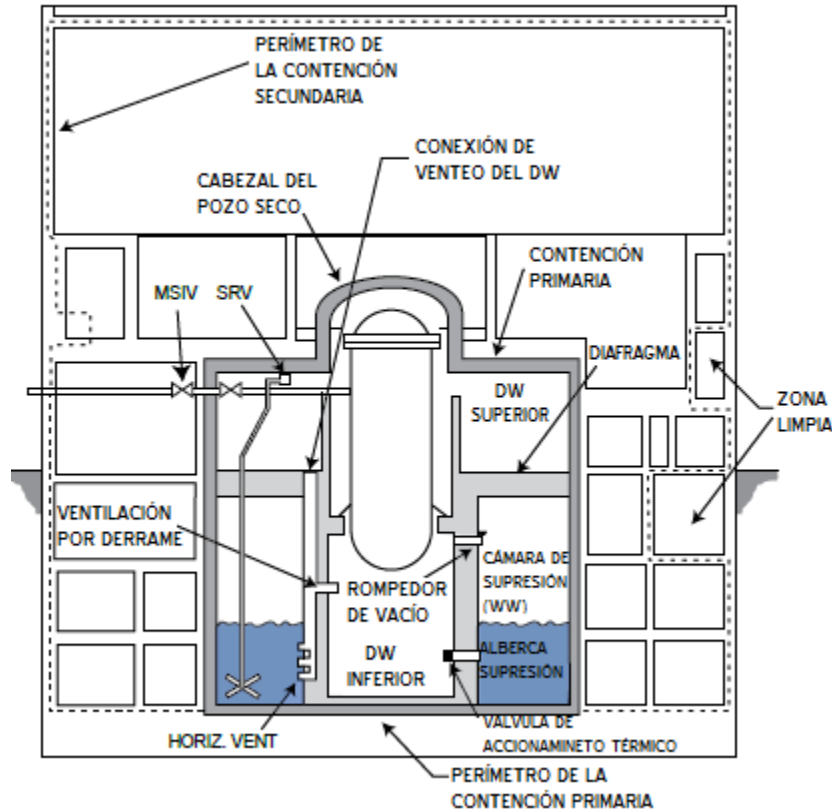 PERÍMETRO DE
LA CONTENCIÓN
SECUNDARIA
CONEXIÓN DE
VENTEO DEL DW
CABEZAL DEL
POZO SECO
CONTENCIÓN
PRIMARIA
MSIV SRV
DIAFRAGMA
DW
SUPERIOR
ZONA
LIMPIA
VENTILACIÓN
POR DERRAME
ROMPEDOR
DE VACÍO
CÁMARA DE
SUPRESIÓN
(WW)
DW
INFERIOR
ALBERCA
SUPRESIÓN
HORIZ. VENT
VÁLVULA DE
ACCIONAMINETO TÉRMICO
PERÍMETRO DE LA
CONTENCIÓN PRIMARIA